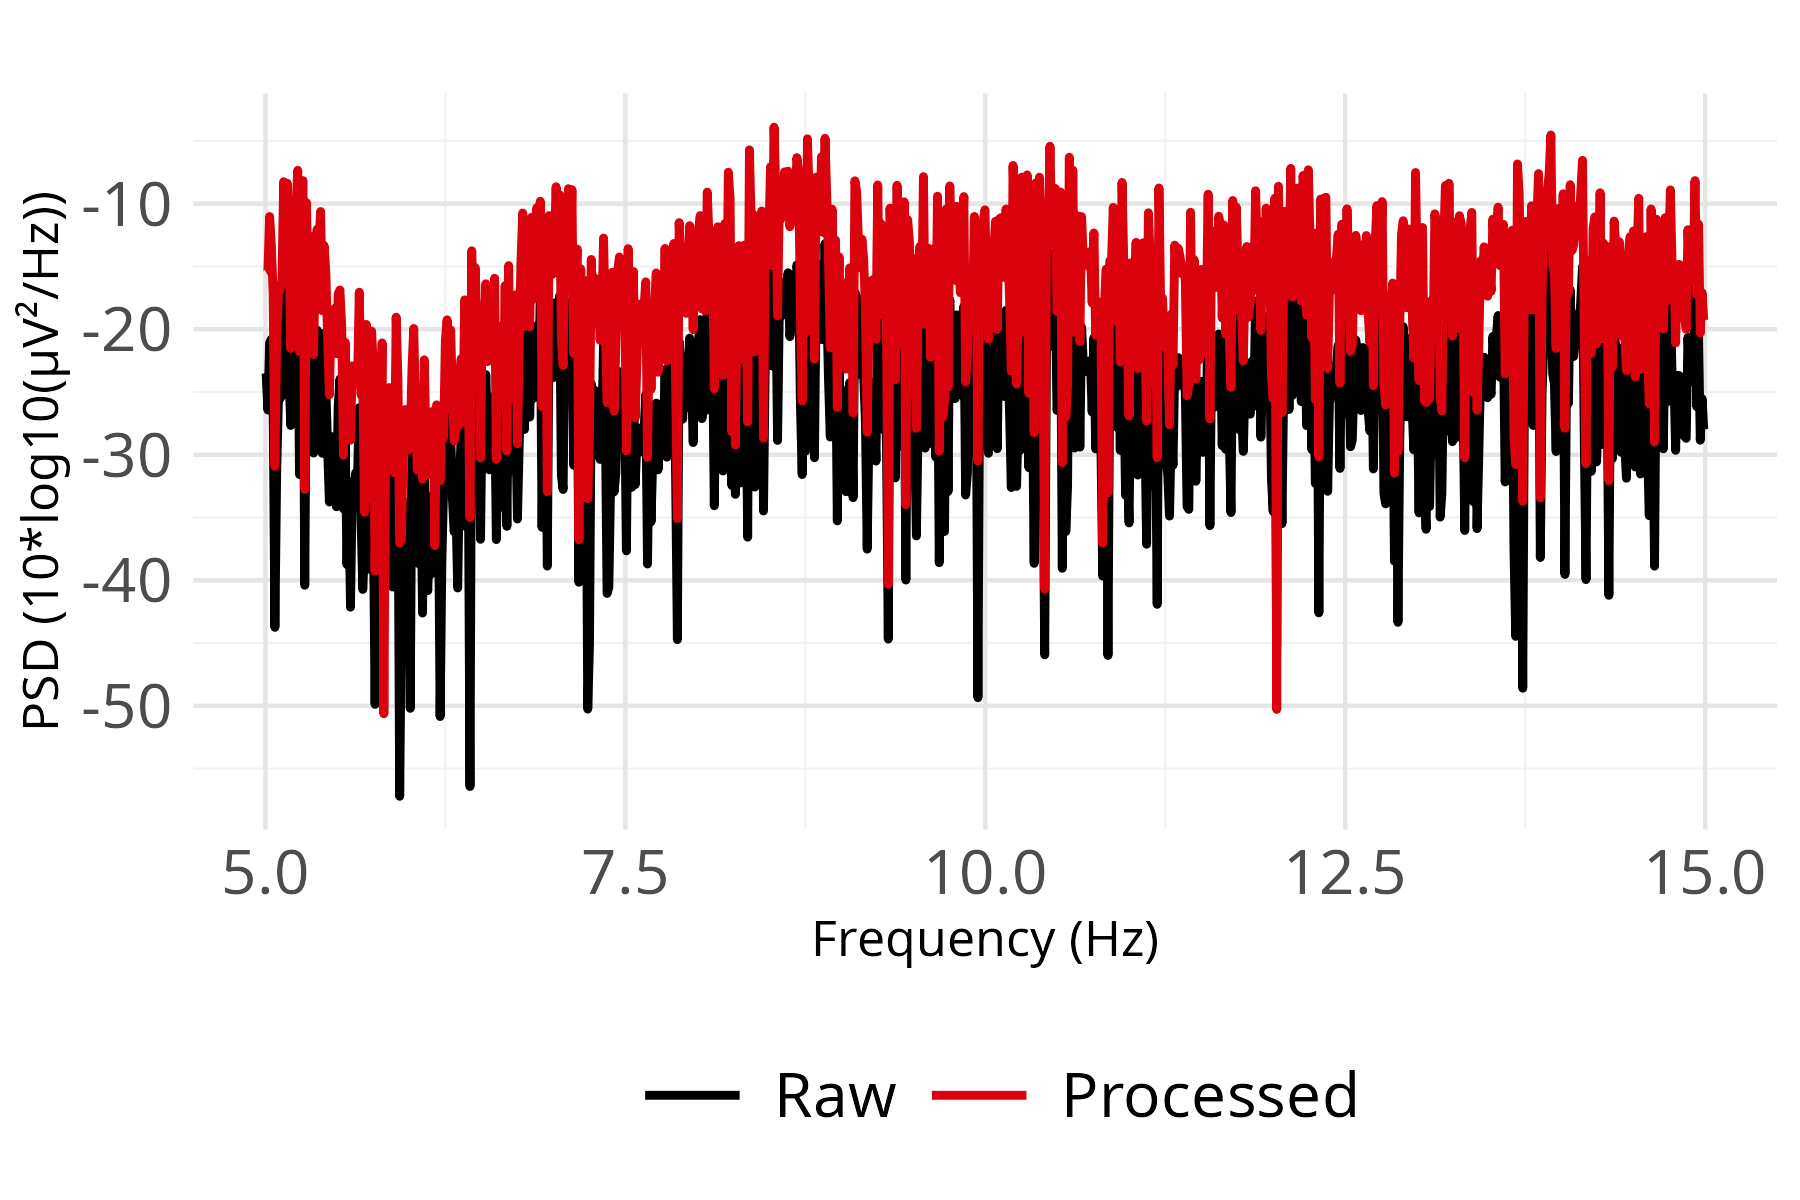 PSD (10*log10(µV²/Hz))
-10
-20
-30
-40
-50
5.0 7.5 10.0 12.5 15.0
Frequency (Hz)
Raw Processed